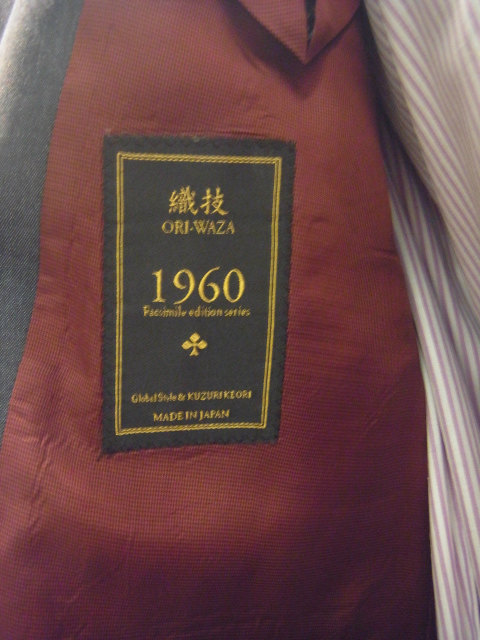 織技
ORI-WAZA
1960
Facsimile edition series
Global Style & KUZURI KEORI
MADE IN JAPAN